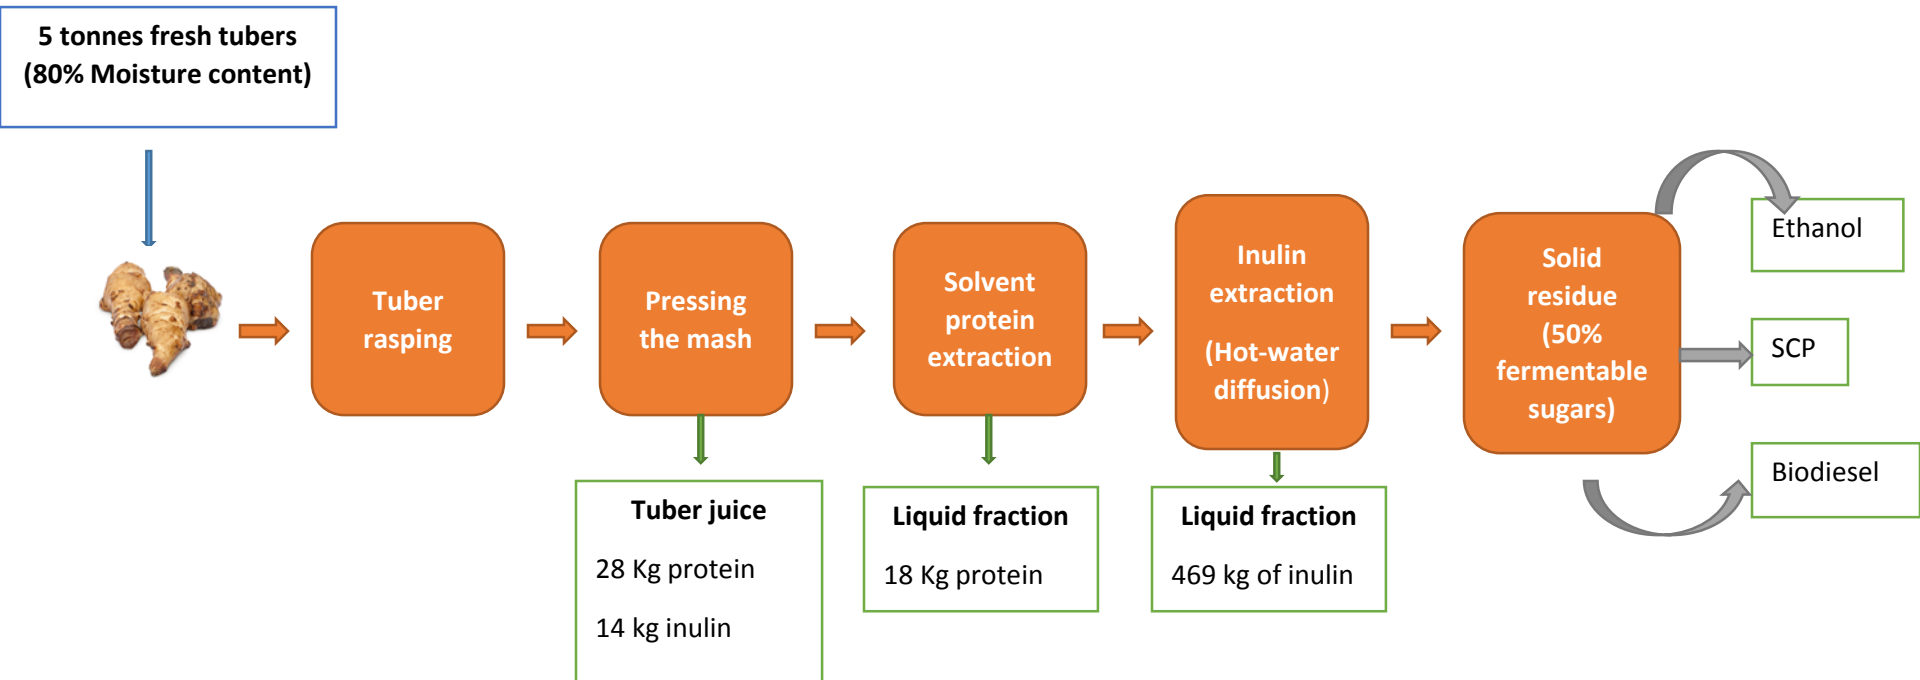 5 tonnes fresh tubers
(80% Moisture content)
Tuber
rasping
Pressing
the mash
Solvent
protein
extraction
Inulin
extraction
(Hot-water
diffusion)
Solid
residue
(50%
fermentable
sugars)
Ethanol
SCP
Biodiesel
Tuber juice
28 Kg protein
14 kg inulin
Liquid fraction
18 Kg protein
Liquid fraction
469 kg of inulin